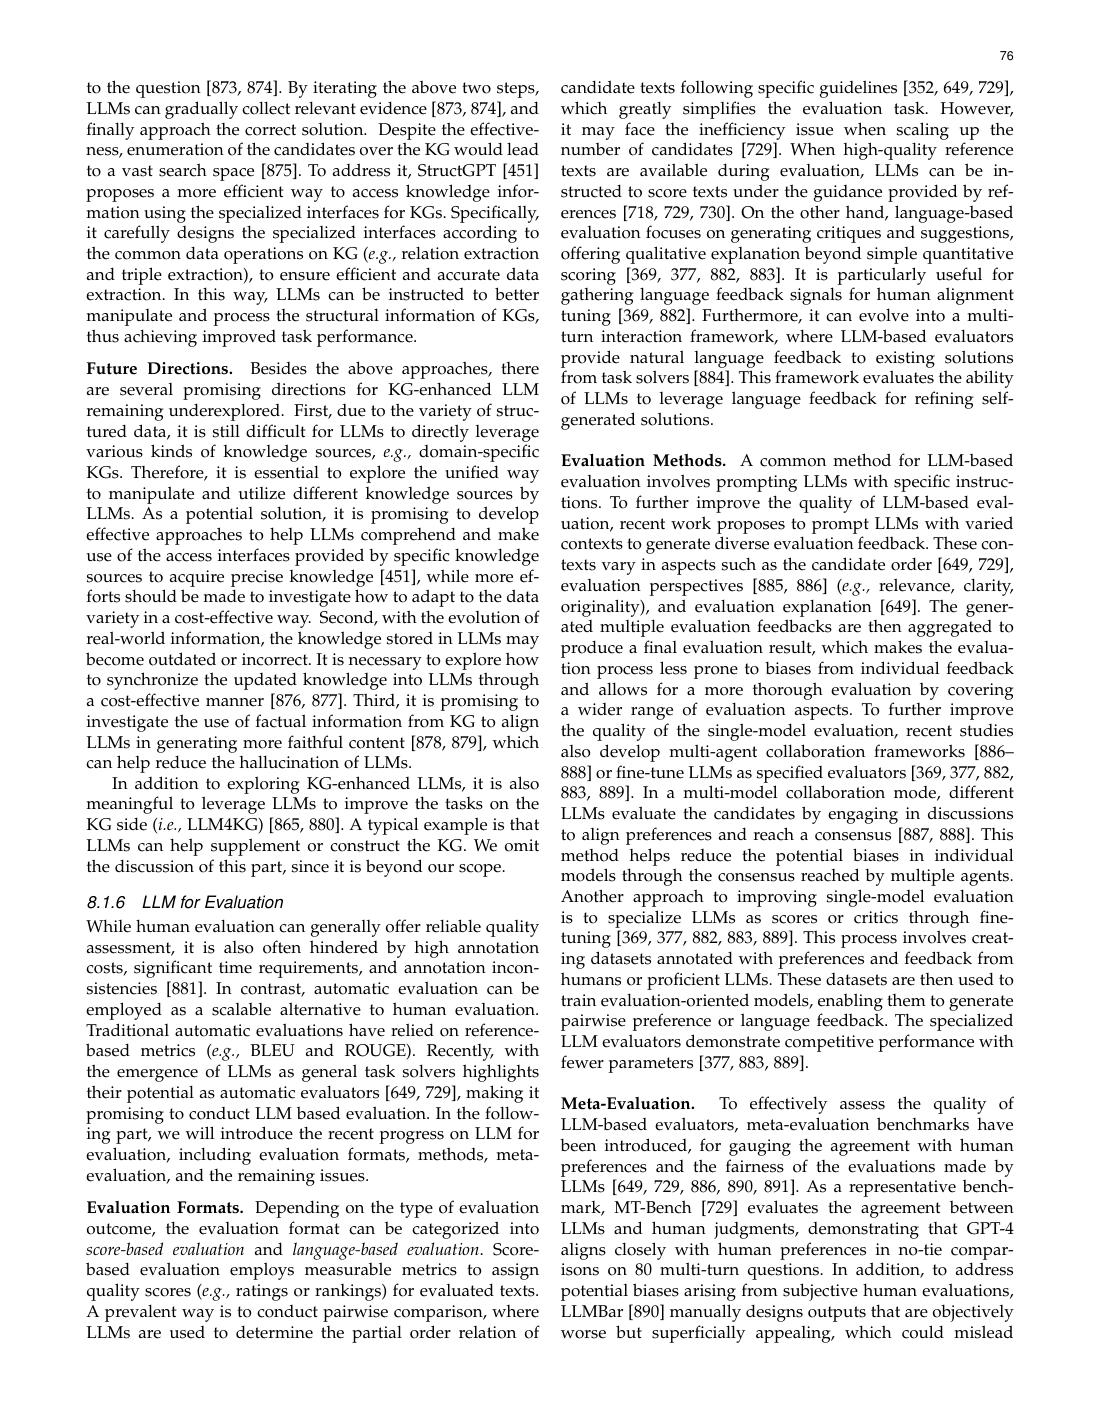 76
to the question [873, 874]. By iterating the above two steps,
LLMs can gradually collect relevant evidence [873, 874], and
finally approach the correct solution. Despite the effective-
ness, enumeration of the candidates over the KG would lead
to a vast search space [875]. To address it, StructGPT [451]
proposes a more efficient way to access knowledge infor-
mation using the specialized interfaces for KGs. Specifically,
it carefully designs the specialized interfaces according to
the common data operations on KG (e.g., relation extraction
and triple extraction), to ensure efficient and accurate data
extraction. In this way, LLMs can be instructed to better
manipulate and process the structural information of KGs,
thus achieving improved task performance.
Future Directions. Besides the above approaches, there
are several promising directions for KG-enhanced LLM
remaining underexplored. First, due to the variety of struc-
tured data, it is still difficult for LLMs to directly leverage
various kinds of knowledge sources, e.g., domain-specific
KGs. Therefore, it is essential to explore the unified way
to manipulate and utilize different knowledge sources by
LLMs. As a potential solution, it is promising to develop
effective approaches to help LLMs comprehend and make
use of the access interfaces provided by specific knowledge
sources to acquire precise knowledge [451], while more ef-
forts should be made to investigate how to adapt to the data
variety in a cost-effective way. Second, with the evolution of
real-world information, the knowledge stored in LLMs may
become outdated or incorrect. It is necessary to explore how
to synchronize the updated knowledge into LLMs through
a cost-effective manner [876, 877]. Third, it is promising to
investigate the use of factual information from KG to align
LLMs in generating more faithful content [878, 879], which
can help reduce the hallucination of LLMs.
In addition to exploring KG-enhanced LLMs, it is also
meaningful to leverage LLMs to improve the tasks on the
KG side (i.e., LLM4KG) [865, 880]. A typical example is that
LLMs can help supplement or construct the KG. We omit
the discussion of this part, since it is beyond our scope.
8.1.6 LLM for Evaluation
While human evaluation can generally offer reliable quality
assessment, it is also often hindered by high annotation
costs, significant time requirements, and annotation incon-
sistencies [881]. In contrast, automatic evaluation can be
employed as a scalable alternative to human evaluation.
Traditional automatic evaluations have relied on reference-
based metrics (e.g., BLEU and ROUGE). Recently, with
the emergence of LLMs as general task solvers highlights
their potential as automatic evaluators [649, 729], making it
promising to conduct LLM based evaluation. In the follow-
ing part, we will introduce the recent progress on LLM for
evaluation, including evaluation formats, methods, meta-
evaluation, and the remaining issues.
Evaluation Formats. Depending on the type of evaluation
outcome, the evaluation format can be categorized into
score-based evaluation and language-based evaluation. Score-
based evaluation employs measurable metrics to assign
quality scores (e.g., ratings or rankings) for evaluated texts.
A prevalent way is to conduct pairwise comparison, where
LLMs are used to determine the partial order relation of
candidate texts following specific guidelines [352, 649, 729],
which greatly simplifies the evaluation task. However,
it may face the inefficiency issue when scaling up the
number of candidates [729]. When high-quality reference
texts are available during evaluation, LLMs can be in-
structed to score texts under the guidance provided by ref-
erences [718, 729, 730]. On the other hand, language-based
evaluation focuses on generating critiques and suggestions,
offering qualitative explanation beyond simple quantitative
scoring [369, 377, 882, 883]. It is particularly useful for
gathering language feedback signals for human alignment
tuning [369, 882]. Furthermore, it can evolve into a multi-
turn interaction framework, where LLM-based evaluators
provide natural language feedback to existing solutions
from task solvers [884]. This framework evaluates the ability
of LLMs to leverage language feedback for refining self-
generated solutions.
Evaluation Methods. A common method for LLM-based
evaluation involves prompting LLMs with specific instruc-
tions. To further improve the quality of LLM-based eval-
uation, recent work proposes to prompt LLMs with varied
contexts to generate diverse evaluation feedback. These con-
texts vary in aspects such as the candidate order [649, 729],
evaluation perspectives [885, 886] (e.g., relevance, clarity,
originality), and evaluation explanation [649]. The gener-
ated multiple evaluation feedbacks are then aggregated to
produce a final evaluation result, which makes the evalua-
tion process less prone to biases from individual feedback
and allows for a more thorough evaluation by covering
a wider range of evaluation aspects. To further improve
the quality of the single-model evaluation, recent studies
also develop multi-agent collaboration frameworks [886–
888] or fine-tune LLMs as specified evaluators [369, 377, 882,
883, 889]. In a multi-model collaboration mode, different
LLMs evaluate the candidates by engaging in discussions
to align preferences and reach a consensus [887, 888]. This
method helps reduce the potential biases in individual
models through the consensus reached by multiple agents.
Another approach to improving single-model evaluation
is to specialize LLMs as scores or critics through fine-
tuning [369, 377, 882, 883, 889]. This process involves creat-
ing datasets annotated with preferences and feedback from
humans or proficient LLMs. These datasets are then used to
train evaluation-oriented models, enabling them to generate
pairwise preference or language feedback. The specialized
LLM evaluators demonstrate competitive performance with
fewer parameters [377, 883, 889].
Meta-Evaluation. To effectively assess the quality of
LLM-based evaluators, meta-evaluation benchmarks have
been introduced, for gauging the agreement with human
preferences and the fairness of the evaluations made by
LLMs [649, 729, 886, 890, 891]. As a representative bench-
mark, MT-Bench [729] evaluates the agreement between
LLMs and human judgments, demonstrating that GPT-4
aligns closely with human preferences in no-tie compar-
isons on 80 multi-turn questions. In addition, to address
potential biases arising from subjective human evaluations,
LLMBar [890] manually designs outputs that are objectively
worse but superficially appealing, which could mislead